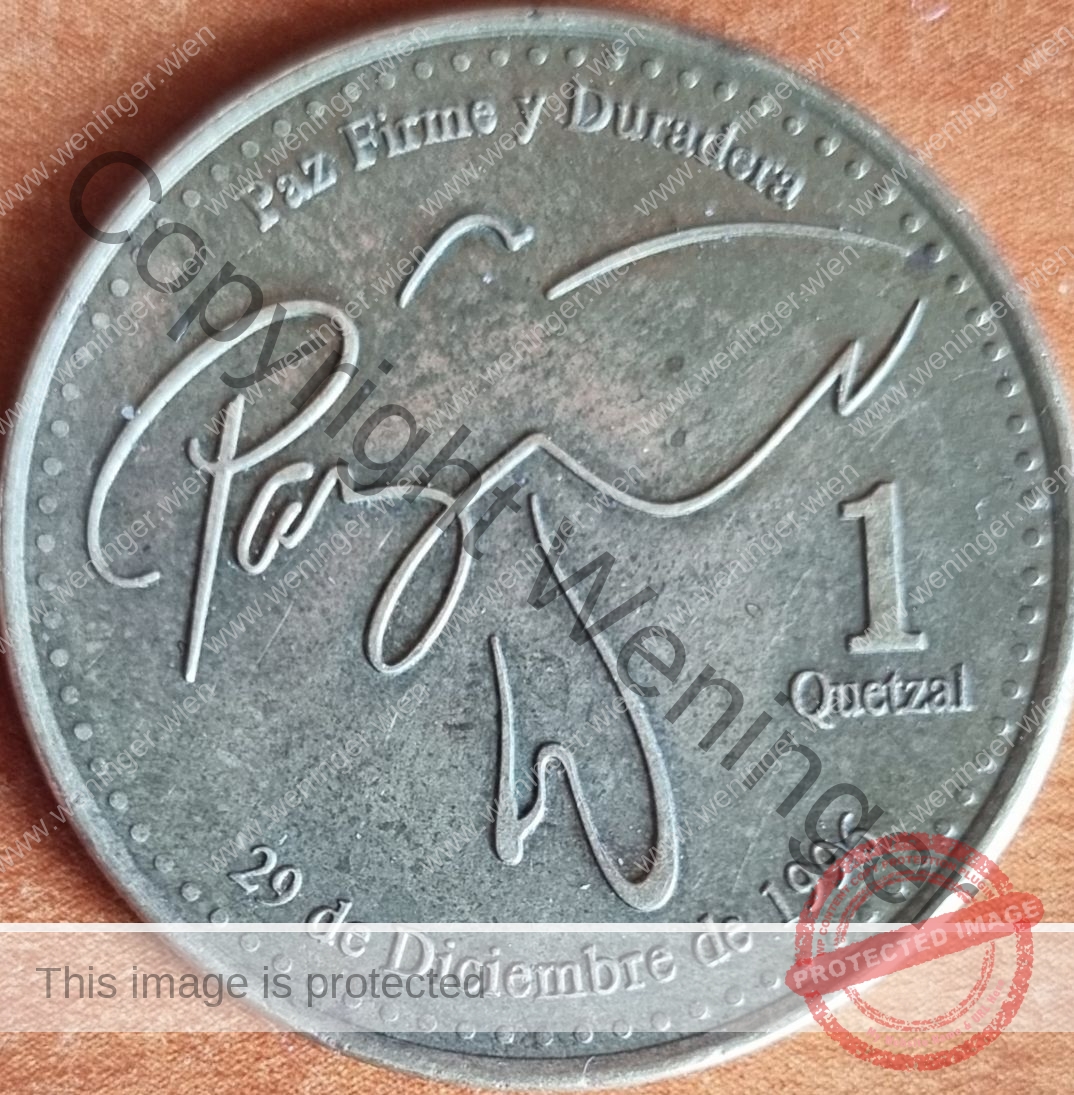 Paz Firme y Duradera
Paz
1
Quetzal
29 de Diciembre de 1996
Copyright Weninger
www.weninger.wien
This image is protected
PROTECTED IMAGE